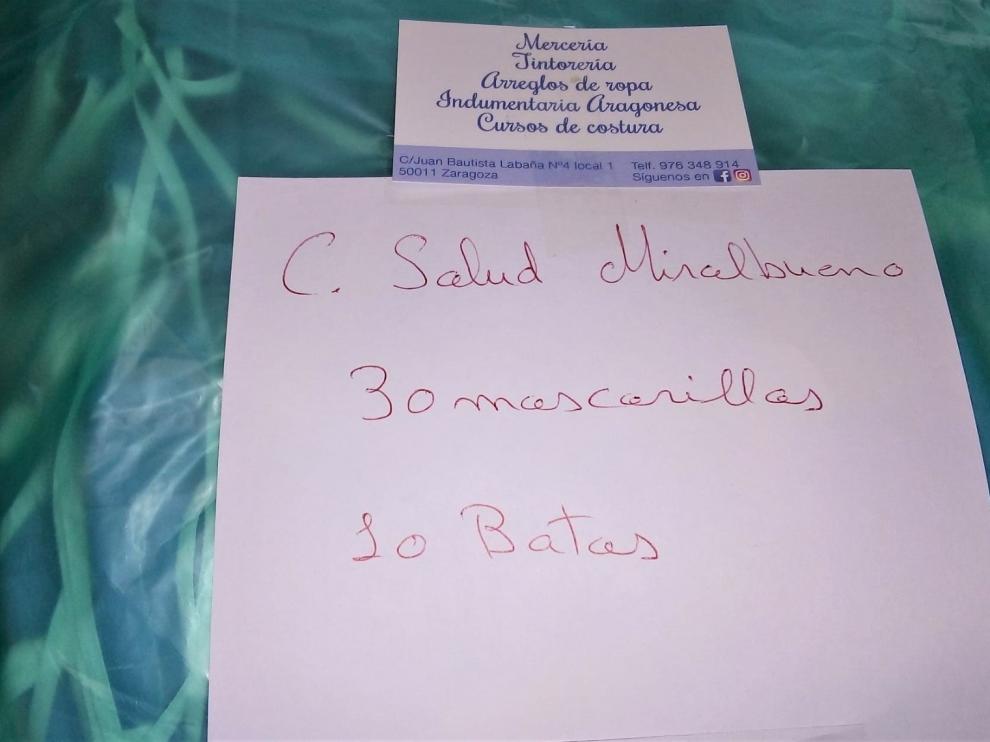 Mercería
Tintorería
Arreglos de ropa
Indumentaria Aragonesa
Cursos de costura
C/Juan Bautista Labaña Nº4 local 1 Telf. 976 348 914
50011 Zaragoza Síguenos en
C. Salud Miralbueno
30 mascarillas
10 Batas